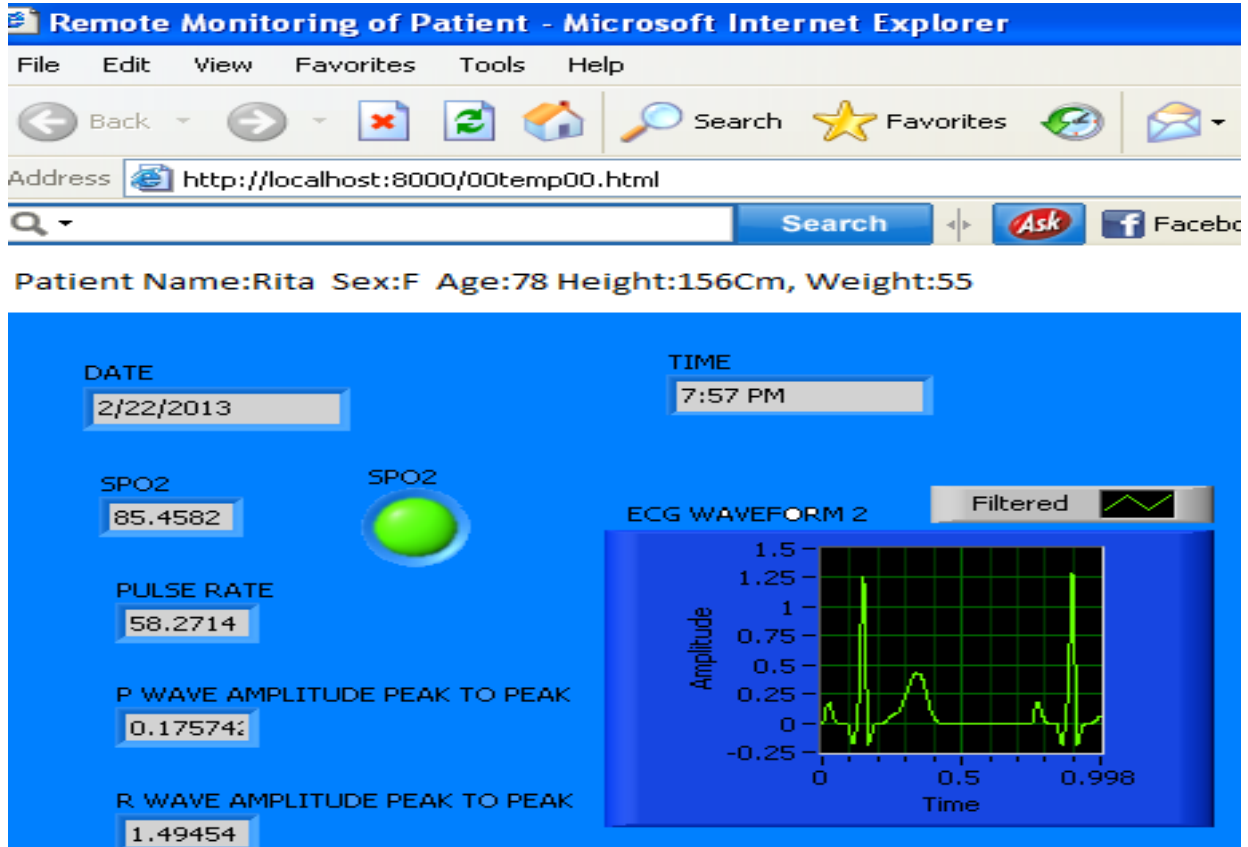 Remote Monitoring of Patient - Microsoft Internet Explorer
File Edit View Favorites Tools Help
Back Search Favorites
Address http://localhost:8000/00temp00.html
Search Ask Facebo
Patient Name:Rita Sex:F Age:78 Height:156Cm, Weight:55
DATE
2/22/2013
TIME
7:57 PM
SPO2
85.4582
SPO2
PULSE RATE
58.2714
P WAVE AMPLITUDE PEAK TO PEAK
0.175742
R WAVE AMPLITUDE PEAK TO PEAK
1.49454
ECG WAVEFORM 2
Filtered
Amplitude
1.5
1.25
1
0.75
0.5
0.25
0
-0.25
0 0.5 0.998
Time